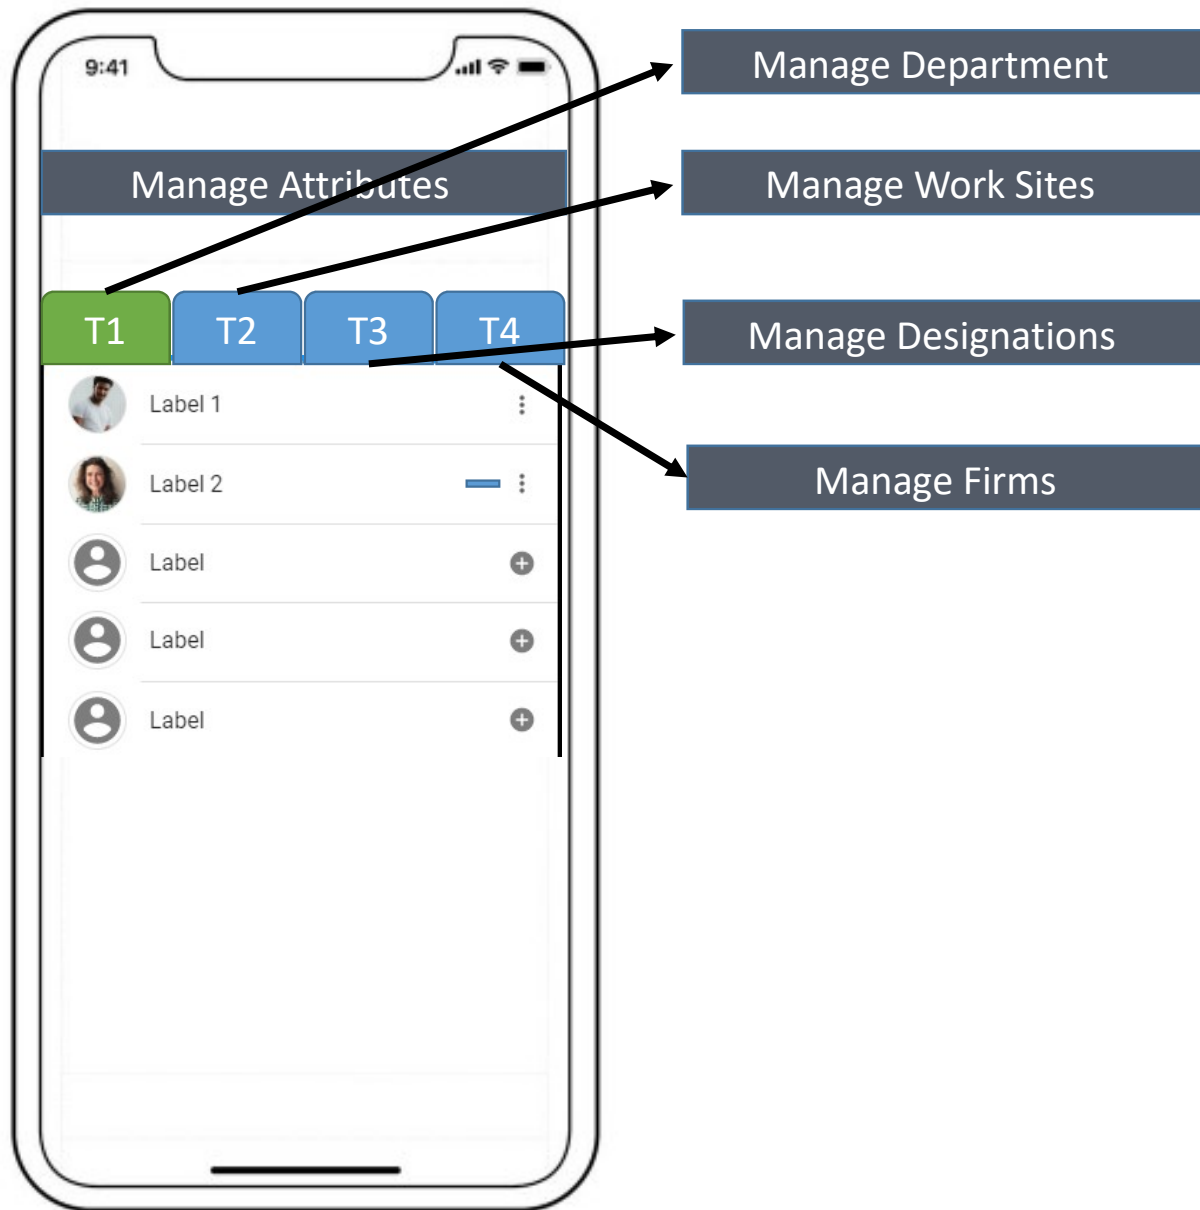 9:41
Manage Attributes
T1 T2 T3 T4
Label 1
Label 2
Label
Label
Label
Manage Department
Manage Work Sites
Manage Designations
Manage Firms